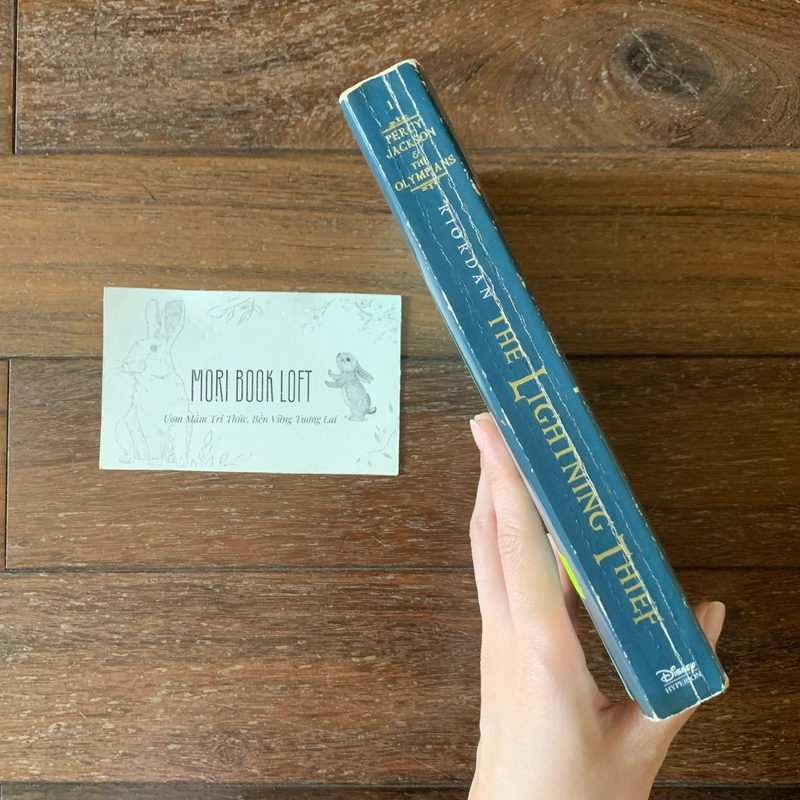 MORI BOOK LOFT
Ươm Mầm Tri Thức, Bền Vững Tương Lai
1
PERCY
JACKSON
&
THE
OLYMPIANS
RIORDAN
THE LIGHTNING THIEF
Disney
HYPERION